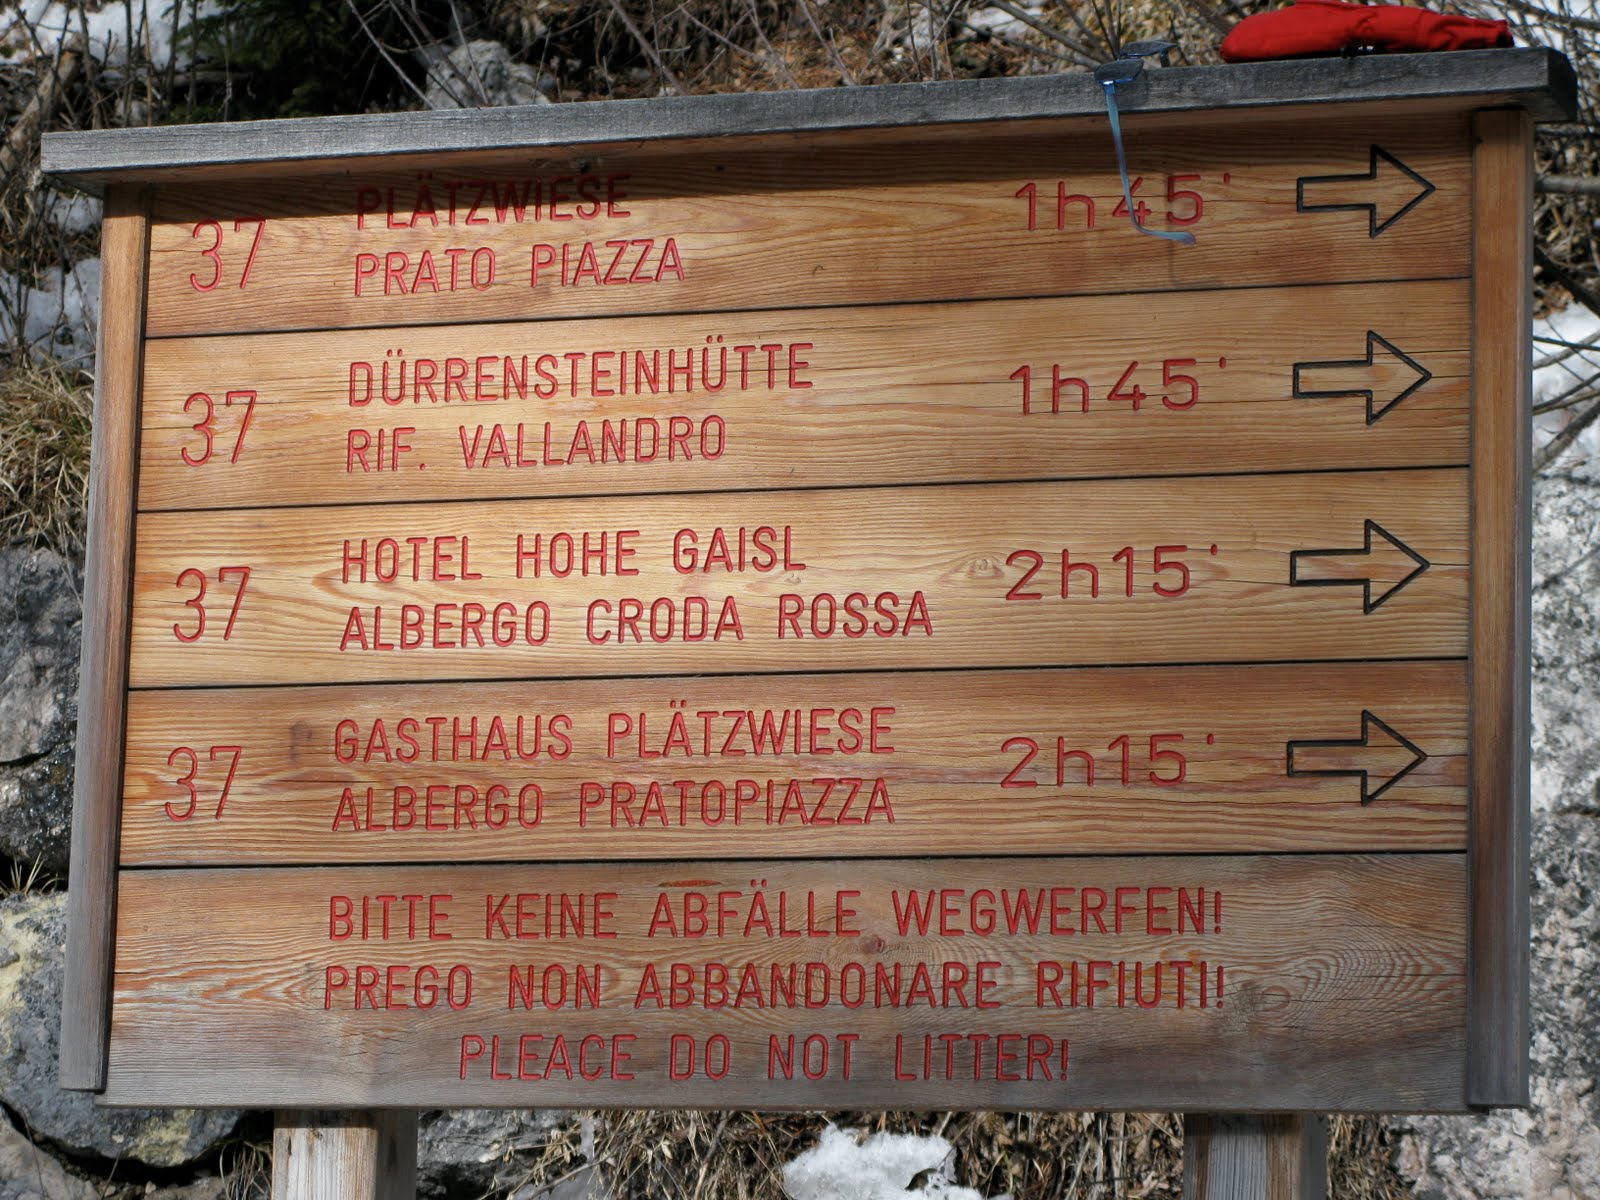 PLÄTZWIESE 1h45'
37 PRATO PIAZZA
DÜRRENSTEINHÜTTE 1h45'
37 RIF. VALLANDRO
HOTEL HOHE GAISL 2h15'
37 ALBERGO CRODA ROSSA
GASTHAUS PLÄTZWIESE 2h15'
37 ALBERGO PRATOPIAZZA
BITTE KEINE ABFÄLLE WEGWERFEN!
PREGO NON ABBANDONARE RIFIUTI!
PLEACE DO NOT LITTER!